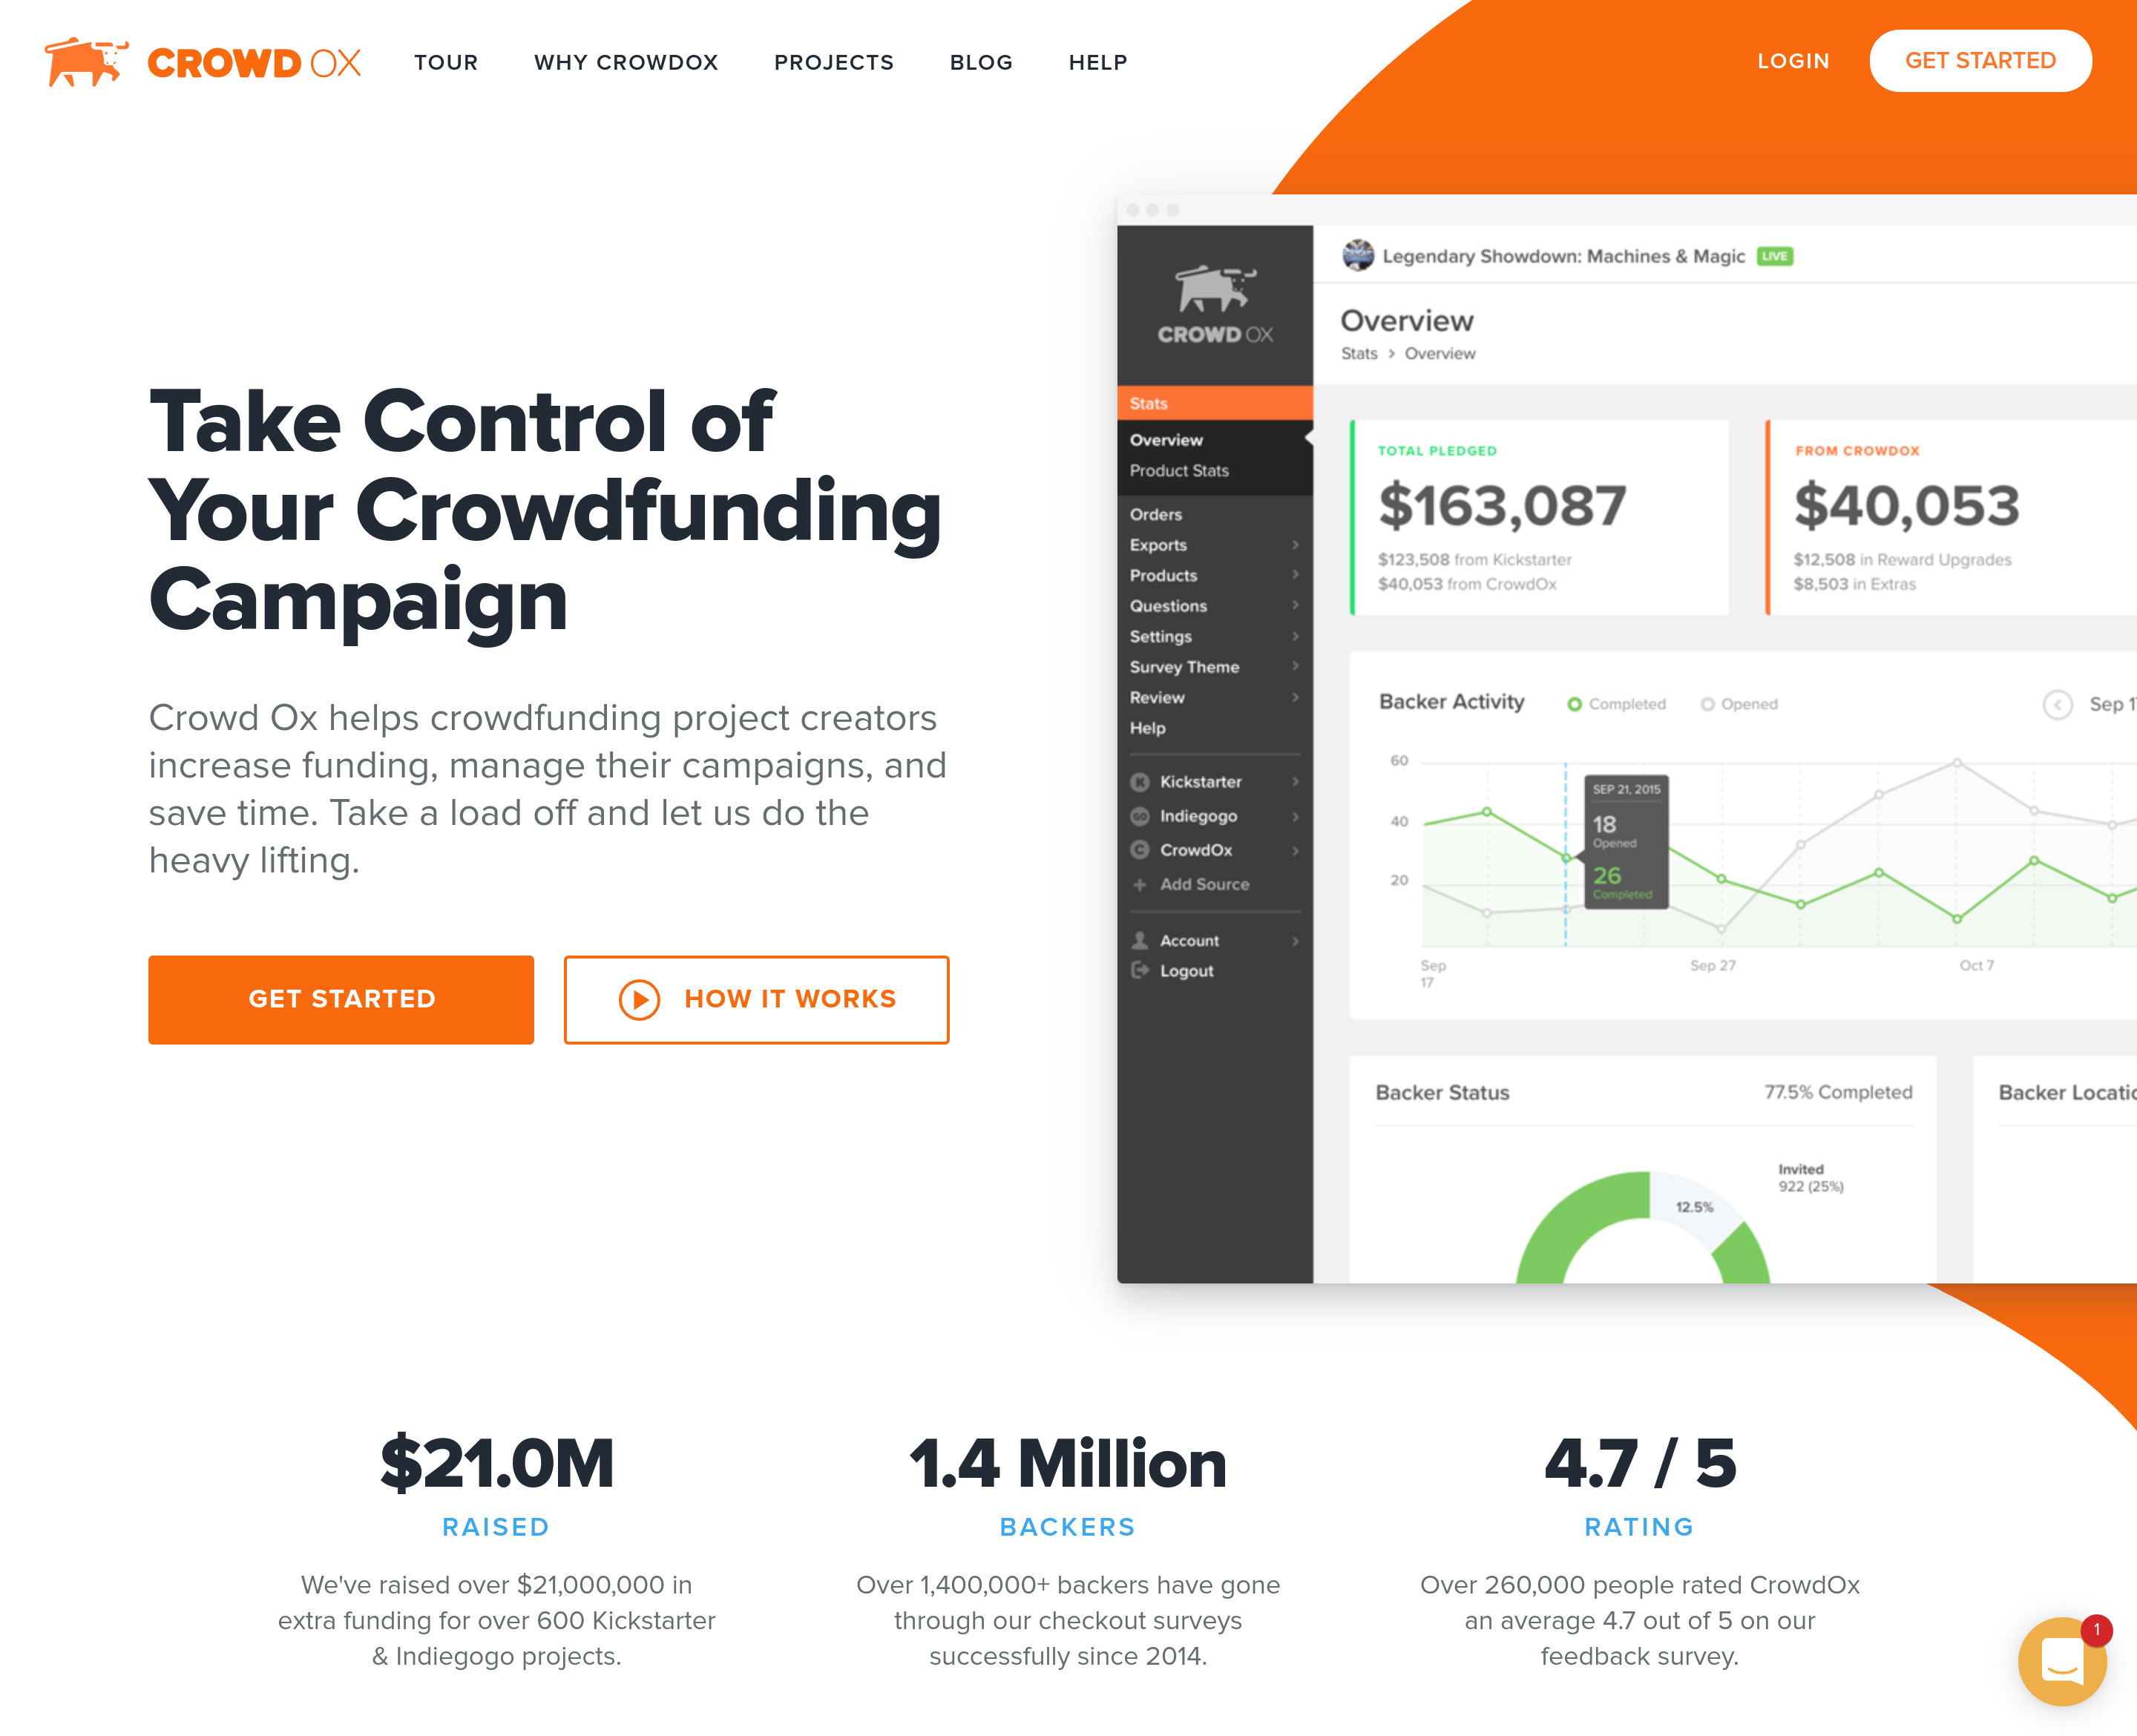 CROWD OX
TOUR
WHY CROWDOX
PROJECTS
BLOG
HELP
LOGIN
GET STARTED
Take Control of
Your Crowdfunding
Campaign
Crowd Ox helps crowdfunding project creators
increase funding, manage their campaigns, and
save time. Take a load off and let us do the
heavy lifting.
GET STARTED
HOW IT WORKS
CROWD OX
Stats
Overview
Product Stats
Orders
Exports
Products
Questions
Settings
Survey Theme
Review
Help
Kickstarter
Indiegogo
CrowdOx
Add Source
Account
Logout
Legendary Showdown: Machines & Magic LIVE
Overview
Stats > Overview
TOTAL PLEDGED
$163,087
$123,508 from Kickstarter
$40,053 from CrowdOx
FROM CROWDOX
$40,053
$12,508 in Reward Upgrades
$8,503 in Extras
Backer Activity
Completed
Opened
Sep 1
60
40
20
SEP 21, 2015
18
Opened
26
Completed
Sep
17
Sep 27
Oct 7
Backer Status
77.5% Completed
12.5%
Invited
922 (25%)
Backer Locatio
$21.0M
RAISED
We've raised over $21,000,000 in
extra funding for over 600 Kickstarter
& Indiegogo projects.
1.4 Million
BACKERS
Over 1,400,000+ backers have gone
through our checkout surveys
successfully since 2014.
4.7 / 5
RATING
Over 260,000 people rated CrowdOx
an average 4.7 out of 5 on our
feedback survey.
1